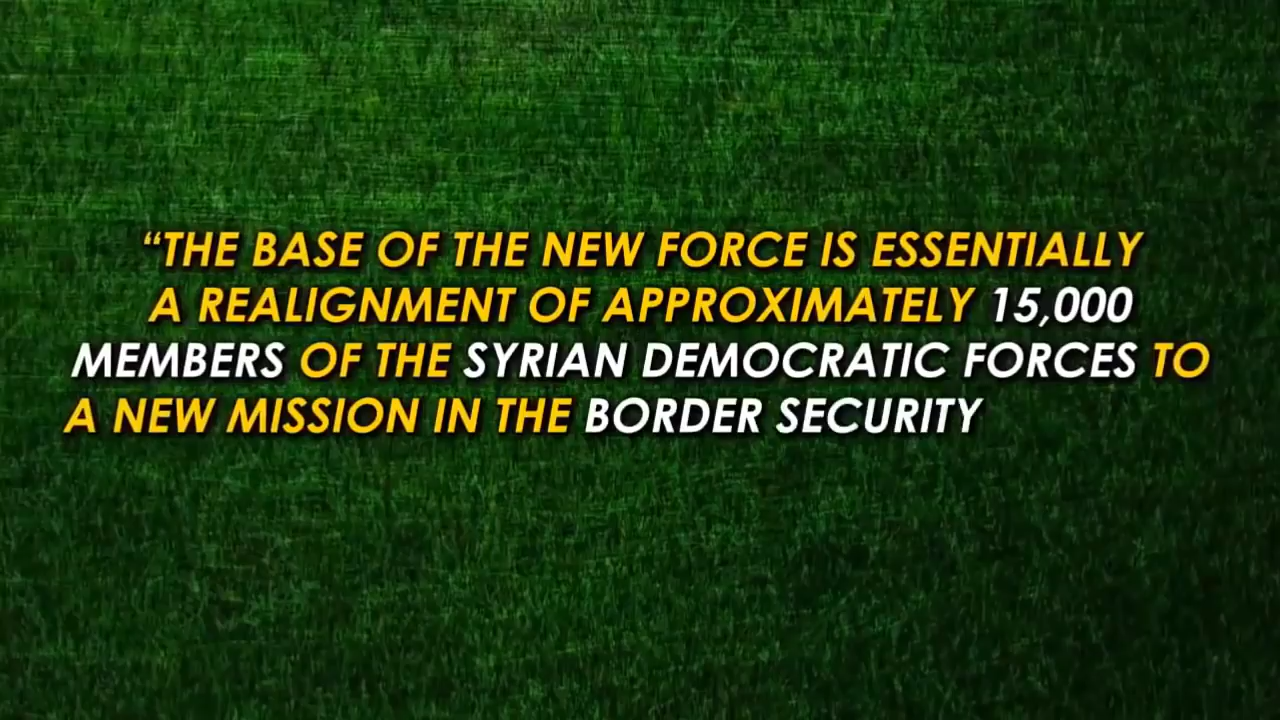 “THE BASE OF THE NEW FORCE IS ESSENTIALLY
A REALIGNMENT OF APPROXIMATELY 15,000
MEMBERS OF THE SYRIAN DEMOCRATIC FORCES TO
A NEW MISSION IN THE BORDER SECURITY